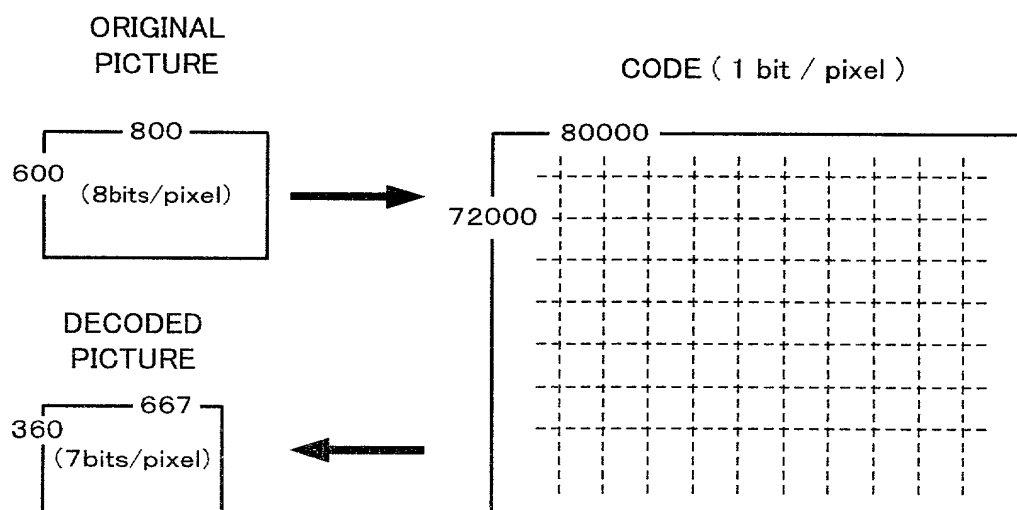 ORIGINAL
PICTURE
800
600
(8bits/pixel)
CODE ( 1 bit / pixel )
80000
72000
DECODED
PICTURE
667
360
(7bits/pixel)